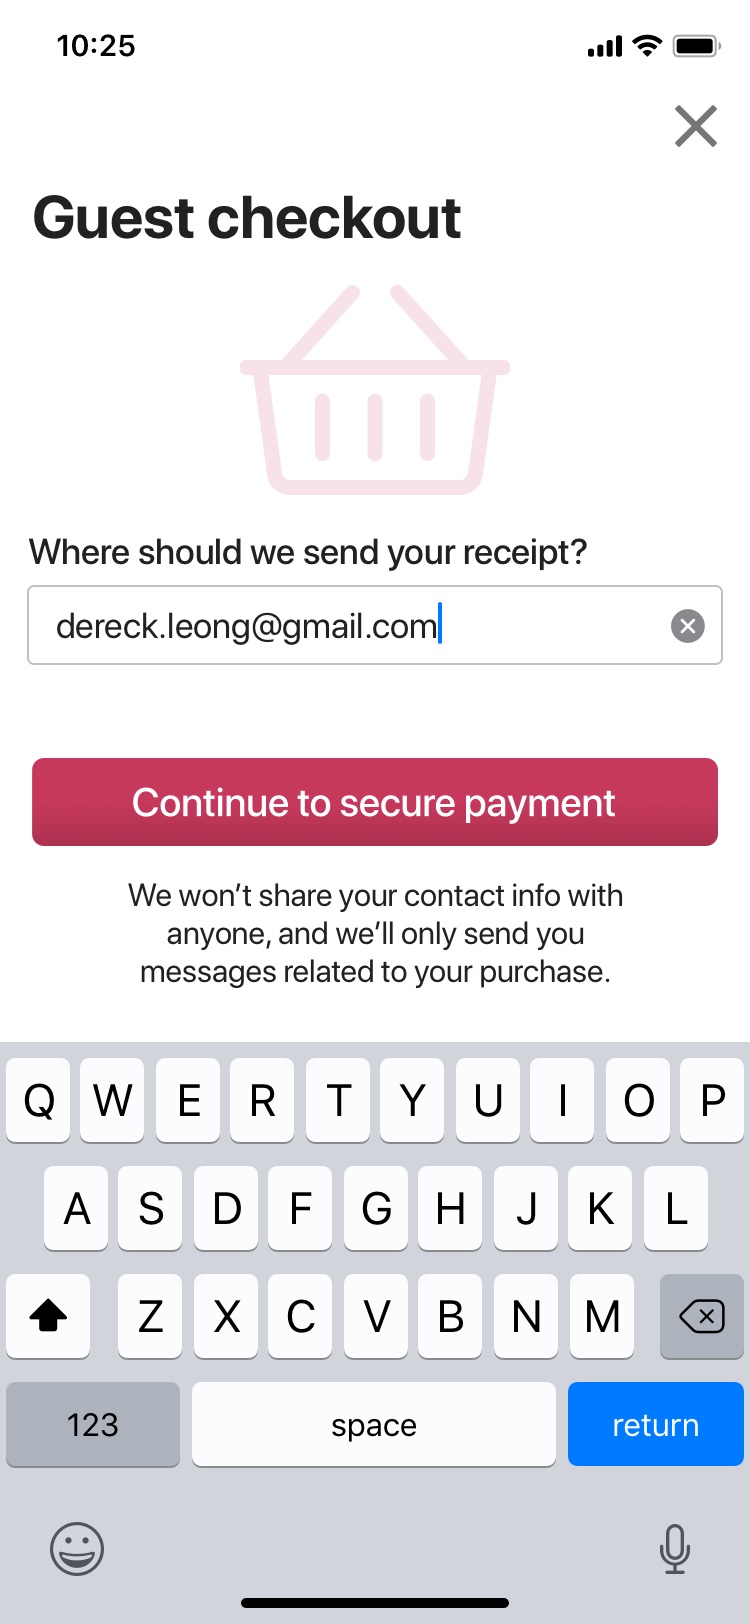 10:25
Guest checkout
Where should we send your receipt?
dereck.leong@gmail.com
Continue to secure payment
We won’t share your contact info with
anyone, and we’ll only send you
messages related to your purchase.
Q W E R T Y U I O P
A S D F G H J K L
Z X C V B N M
123 space return